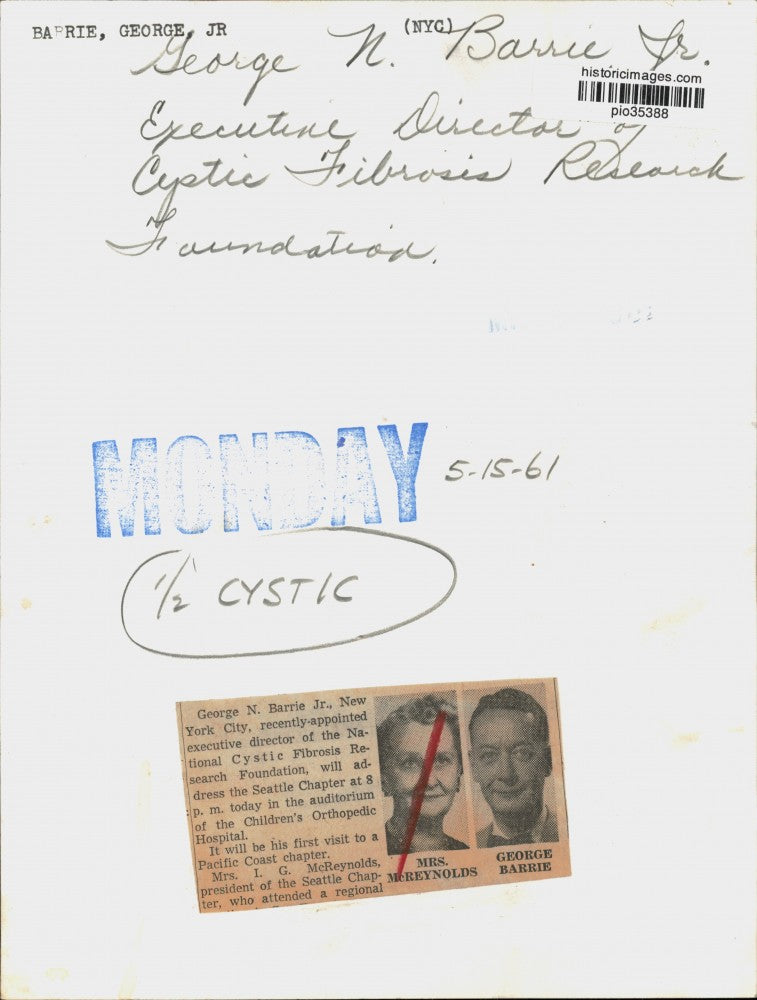 BARRIE, GEORGE, JR (NYC)
George N. Barrie Jr.
historicimages.com
pio35388
Executive Director of
Cystic Fibrosis Research
Foundation.
MONDAY 5-15-61
1/2 CYSTIC
George N. Barrie Jr., New
York City, recently-appointed
executive director of the Na-
tional Cystic Fibrosis Re-
search Foundation, will ad-
dress the Seattle Chapter at 8
p. m. today in the auditorium
of the Children's Orthopedic
Hospital.
It will be his first visit to a
Pacific Coast chapter.
Mrs. I. G. McReynolds,
president of the Seattle Chap-
ter, who attended a regional
MRS.
McREYNOLDS
GEORGE
BARRIE